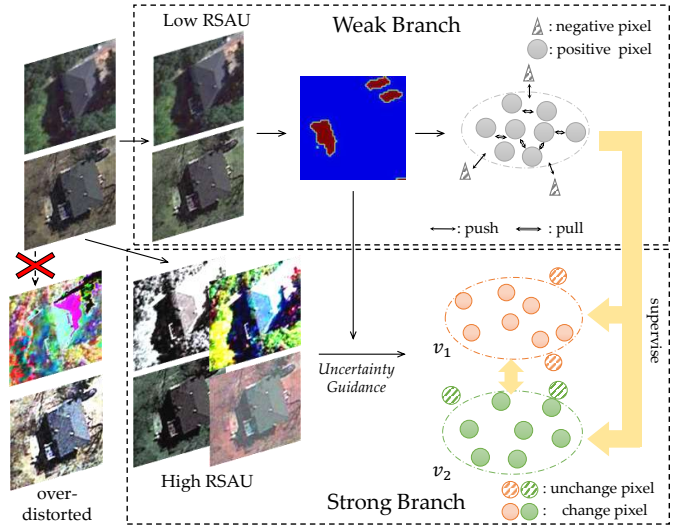 Low RSAU
Weak Branch
: negative pixel
: positive pixel
: push
: pull
supervise
v1
Uncertainty
Guidance
v2
High RSAU
over-
distorted
Strong Branch
: unchange pixel
: change pixel